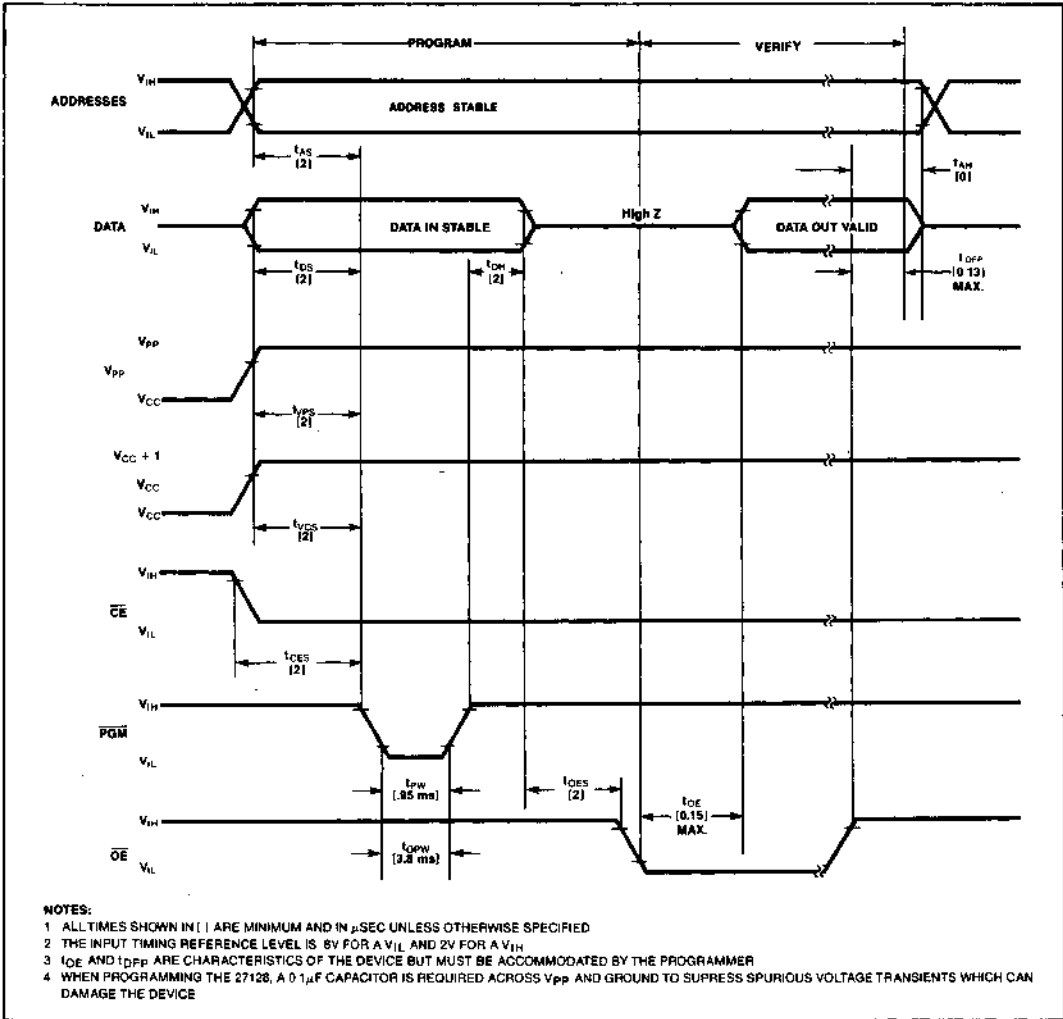 PROGRAM
VERIFY
ADDRESSES
VIH
VIL
ADDRESS STABLE
tAS
[2]
tAH
[0]
DATA
VIH
VIL
DATA IN STABLE
High Z
DATA OUT VALID
tDS
[2]
tDH
[2]
tDFP
[0.13]
MAX.
VPP
VPP
VCC
tVPS
[2]
VCC + 1
VCC
VCC
tVCS
[2]
VIH
CE
VIL
tCES
[2]
VIH
PGM
VIL
tPW
[.95 ms]
tOES
[2]
tOE
[0.15]
MAX.
VIH
OE
VIL
tOPW
[3.8 ms]
NOTES:
1 ALL TIMES SHOWN IN [ ] ARE MINIMUM AND IN µSEC UNLESS OTHERWISE SPECIFIED
2 THE INPUT TIMING REFERENCE LEVEL IS 8V FOR A VIL AND 2V FOR A VIH
3 tOE AND tDFP ARE CHARACTERISTICS OF THE DEVICE BUT MUST BE ACCOMMODATED BY THE PROGRAMMER
4 WHEN PROGRAMMING THE 27128, A 0 1µF CAPACITOR IS REQUIRED ACROSS VPP AND GROUND TO SUPRESS SPURIOUS VOLTAGE TRANSIENTS WHICH CAN
DAMAGE THE DEVICE